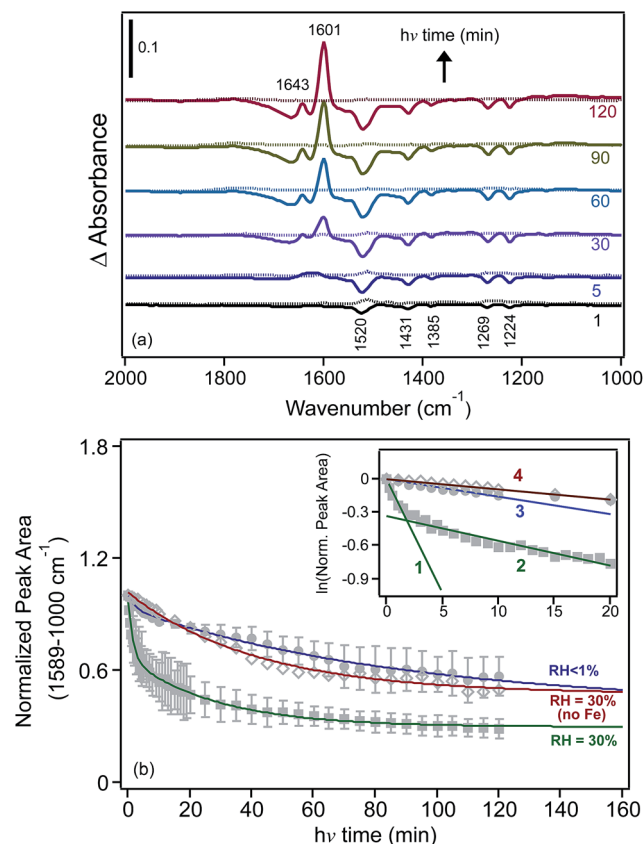 0.1
1601
1643
hν time (min)
120
90
60
30
5
1
1520
1431
1385
1269
1224
(a)
Δ Absorbance
2000 1800 1600 1400 1200 1000
Wavenumber (cm-1)
1.8
1.2
0.6
0
Normalized Peak Area
(1589-1000 cm-1)
0
-0.3
-0.6
-0.9
ln(Norm. Peak Area)
4
3
2
1
0 5 10 15 20
RH<1%
RH = 30%
(no Fe)
RH = 30%
(b)
0 20 40 60 80 100 120 140 160
hν time (min)